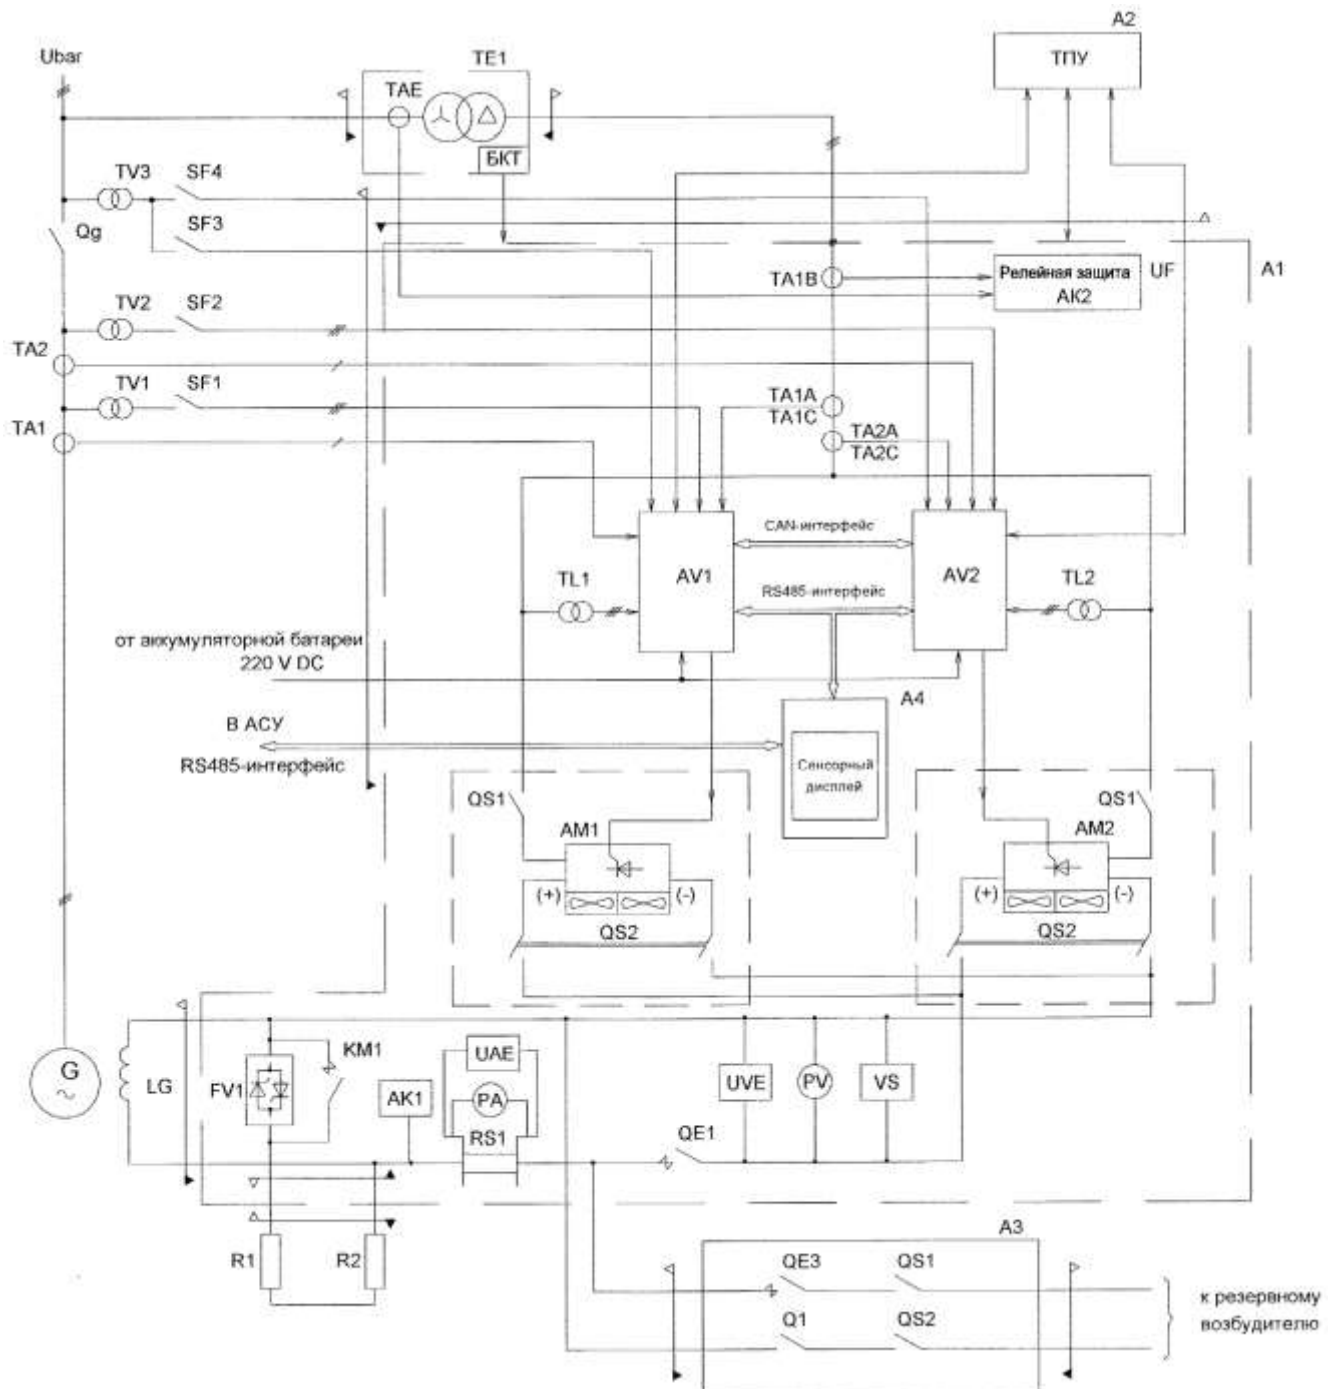 A2
Ubar
TE1
ТПУ
TAE
БКТ
TV3
SF4
Qg
SF3
TA1B
Релейная защита
АК2
UF
A1
TV2
SF2
TA2
TV1
SF1
TA1A
TA1C
TA1
TA2A
TA2C
CAN-интерфейс
TL1
AV1
AV2
TL2
RS485-интерфейс
от аккумуляторной батареи
220 V DC
A4
В АСУ
RS485-интерфейс
Сенсорный
дисплей
QS1
QS1
AM1
AM2
(+)
(-)
(+)
(-)
QS2
QS2
G
~
LG
FV1
KM1
AK1
UAE
PA
RS1
UVE
PV
VS
QE1
R1
R2
A3
QE3
QS1
Q1
QS2
к резервному
возбудителю